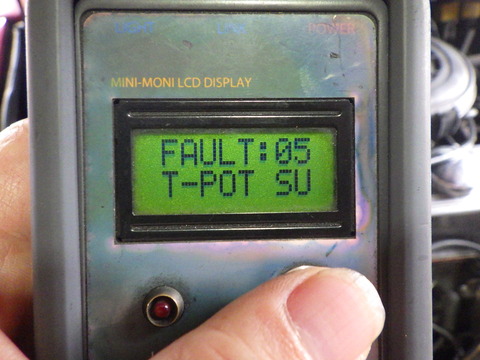 POWER
MINI-MONI LCD DISPLAY
FAULT:05
T-POT SU